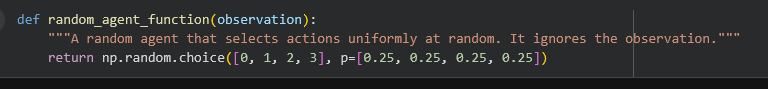 def random_agent_function(observation):
    """A random agent that selects actions uniformly at random. It ignores the observation."""
    return np.random.choice([0, 1, 2, 3], p=[0.25, 0.25, 0.25, 0.25])